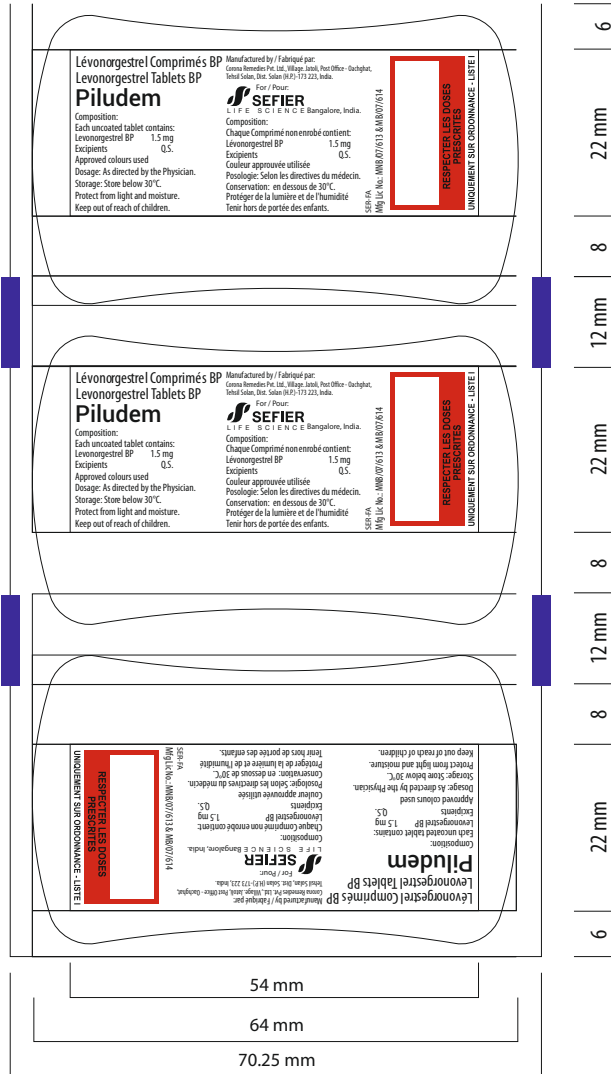 Lévonorgestrel Comprimés BP
Levonorgestrel Tablets BP
Piludem
Composition:
Each uncoated tablet contains:
Levonorgestrel BP 1.5 mg
Excipients Q.S.
Approved colours used
Dosage: As directed by the Physician.
Storage: Store below 30°C.
Protect from light and moisture.
Keep out of reach of children.
Manufactured by / Fabriqué par:
Corona Remedies Pvt. Ltd., Village. Jatoli, Post Office - Oachghat,
Tehsil Solan, Dist. Solan (H.P.)-173 223, India.
For / Pour:
SEFIER
LIFE SCIENCE Bangalore, India.
Composition:
Chaque Comprimé non enrobé contient:
Lévonorgestrel BP 1.5 mg
Excipients Q.S.
Couleur approuvée utilisée
Posologie: Selon les directives du médecin.
Conservation: en dessous de 30°C.
Protéger de la lumière et de l'humidité
Tenir hors de portée des enfants.
SER-FA
Mfg Lic No.: MNB/07/613 & MB/07/614
RESPECTER LES DOSES
PRESCRITES
UNIQUEMENT SUR ORDONNANCE - LISTE I
Lévonorgestrel Comprimés BP
Levonorgestrel Tablets BP
Piludem
Composition:
Each uncoated tablet contains:
Levonorgestrel BP 1.5 mg
Excipients Q.S.
Approved colours used
Dosage: As directed by the Physician.
Storage: Store below 30°C.
Protect from light and moisture.
Keep out of reach of children.
Manufactured by / Fabriqué par:
Corona Remedies Pvt. Ltd., Village. Jatoli, Post Office - Oachghat,
Tehsil Solan, Dist. Solan (H.P.)-173 223, India.
For / Pour:
SEFIER
LIFE SCIENCE Bangalore, India.
Composition:
Chaque Comprimé non enrobé contient:
Lévonorgestrel BP 1.5 mg
Excipients Q.S.
Couleur approuvée utilisée
Posologie: Selon les directives du médecin.
Conservation: en dessous de 30°C.
Protéger de la lumière et de l'humidité
Tenir hors de portée des enfants.
SER-FA
Mfg Lic No.: MNB/07/613 & MB/07/614
RESPECTER LES DOSES
PRESCRITES
UNIQUEMENT SUR ORDONNANCE - LISTE I
Lévonorgestrel Comprimés BP
Levonorgestrel Tablets BP
Piludem
Composition:
Each uncoated tablet contains:
Levonorgestrel BP 1.5 mg
Excipients Q.S.
Approved colours used
Dosage: As directed by the Physician.
Storage: Store below 30°C.
Protect from light and moisture.
Keep out of reach of children.
Manufactured by / Fabriqué par:
Corona Remedies Pvt. Ltd., Village. Jatoli, Post Office - Oachghat,
Tehsil Solan, Dist. Solan (H.P.)-173 223, India.
For / Pour:
SEFIER
LIFE SCIENCE Bangalore, India.
Composition:
Chaque Comprimé non enrobé contient:
Lévonorgestrel BP 1.5 mg
Excipients Q.S.
Couleur approuvée utilisée
Posologie: Selon les directives du médecin.
Conservation: en dessous de 30°C.
Protéger de la lumière et de l'humidité
Tenir hors de portée des enfants.
SER-FA
Mfg Lic No.: MNB/07/613 & MB/07/614
RESPECTER LES DOSES
PRESCRITES
UNIQUEMENT SUR ORDONNANCE - LISTE I
6
22 mm
8
12 mm
22 mm
8
12 mm
8
22 mm
6
54 mm
64 mm
70.25 mm